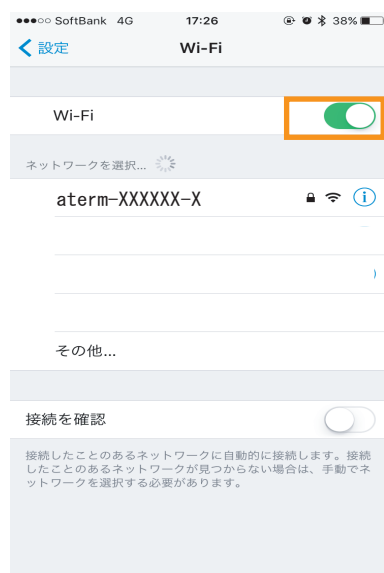 SoftBank 4G 17:26 38%
設定 Wi-Fi
Wi-Fi
ネットワークを選択...
aterm-XXXXXX-X
その他...
接続を確認
接続したことのあるネットワークに自動的に接続します。接続
したことのあるネットワークが見つからない場合は、手動でネ
ットワークを選択する必要があります。